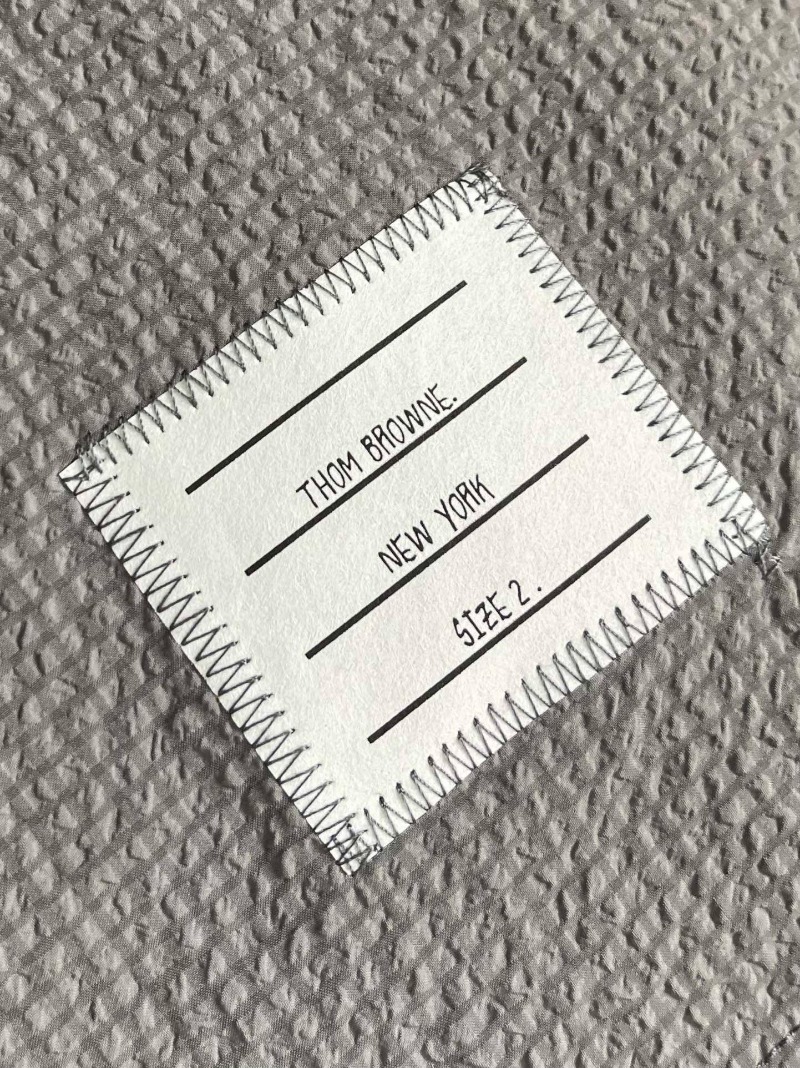 THOM BROWNE.
NEW YORK
SIZE 2.